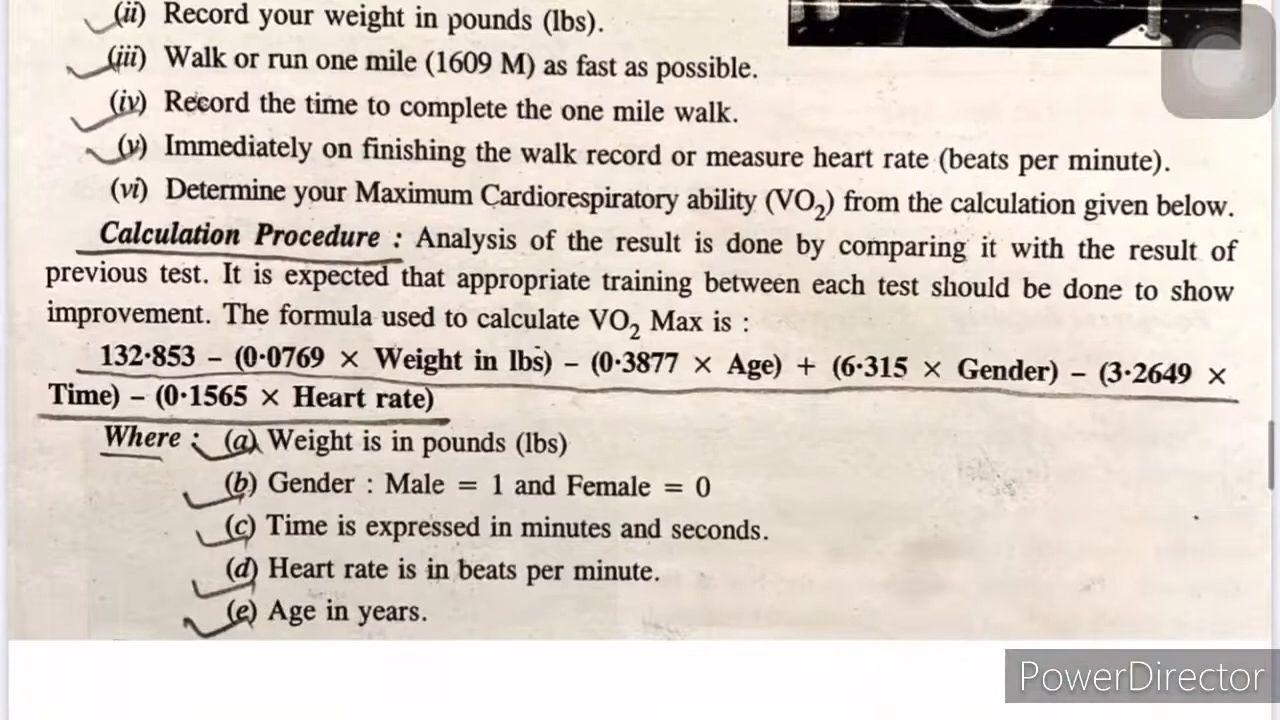 (ii) Record your weight in pounds (lbs).
(iii) Walk or run one mile (1609 M) as fast as possible.
(iv) Record the time to complete the one mile walk.
(v) Immediately on finishing the walk record or measure heart rate (beats per minute).
(vi) Determine your Maximum Cardiorespiratory ability (VO₂) from the calculation given below.
Calculation Procedure : Analysis of the result is done by comparing it with the result of
previous test. It is expected that appropriate training between each test should be done to show
improvement. The formula used to calculate VO₂ Max is :
132·853 – (0·0769 × Weight in lbs) – (0·3877 × Age) + (6·315 × Gender) – (3·2649 ×
Time) – (0·1565 × Heart rate)
Where : (a) Weight is in pounds (lbs)
(b) Gender : Male = 1 and Female = 0
(c) Time is expressed in minutes and seconds.
(d) Heart rate is in beats per minute.
(e) Age in years.
PowerDirector